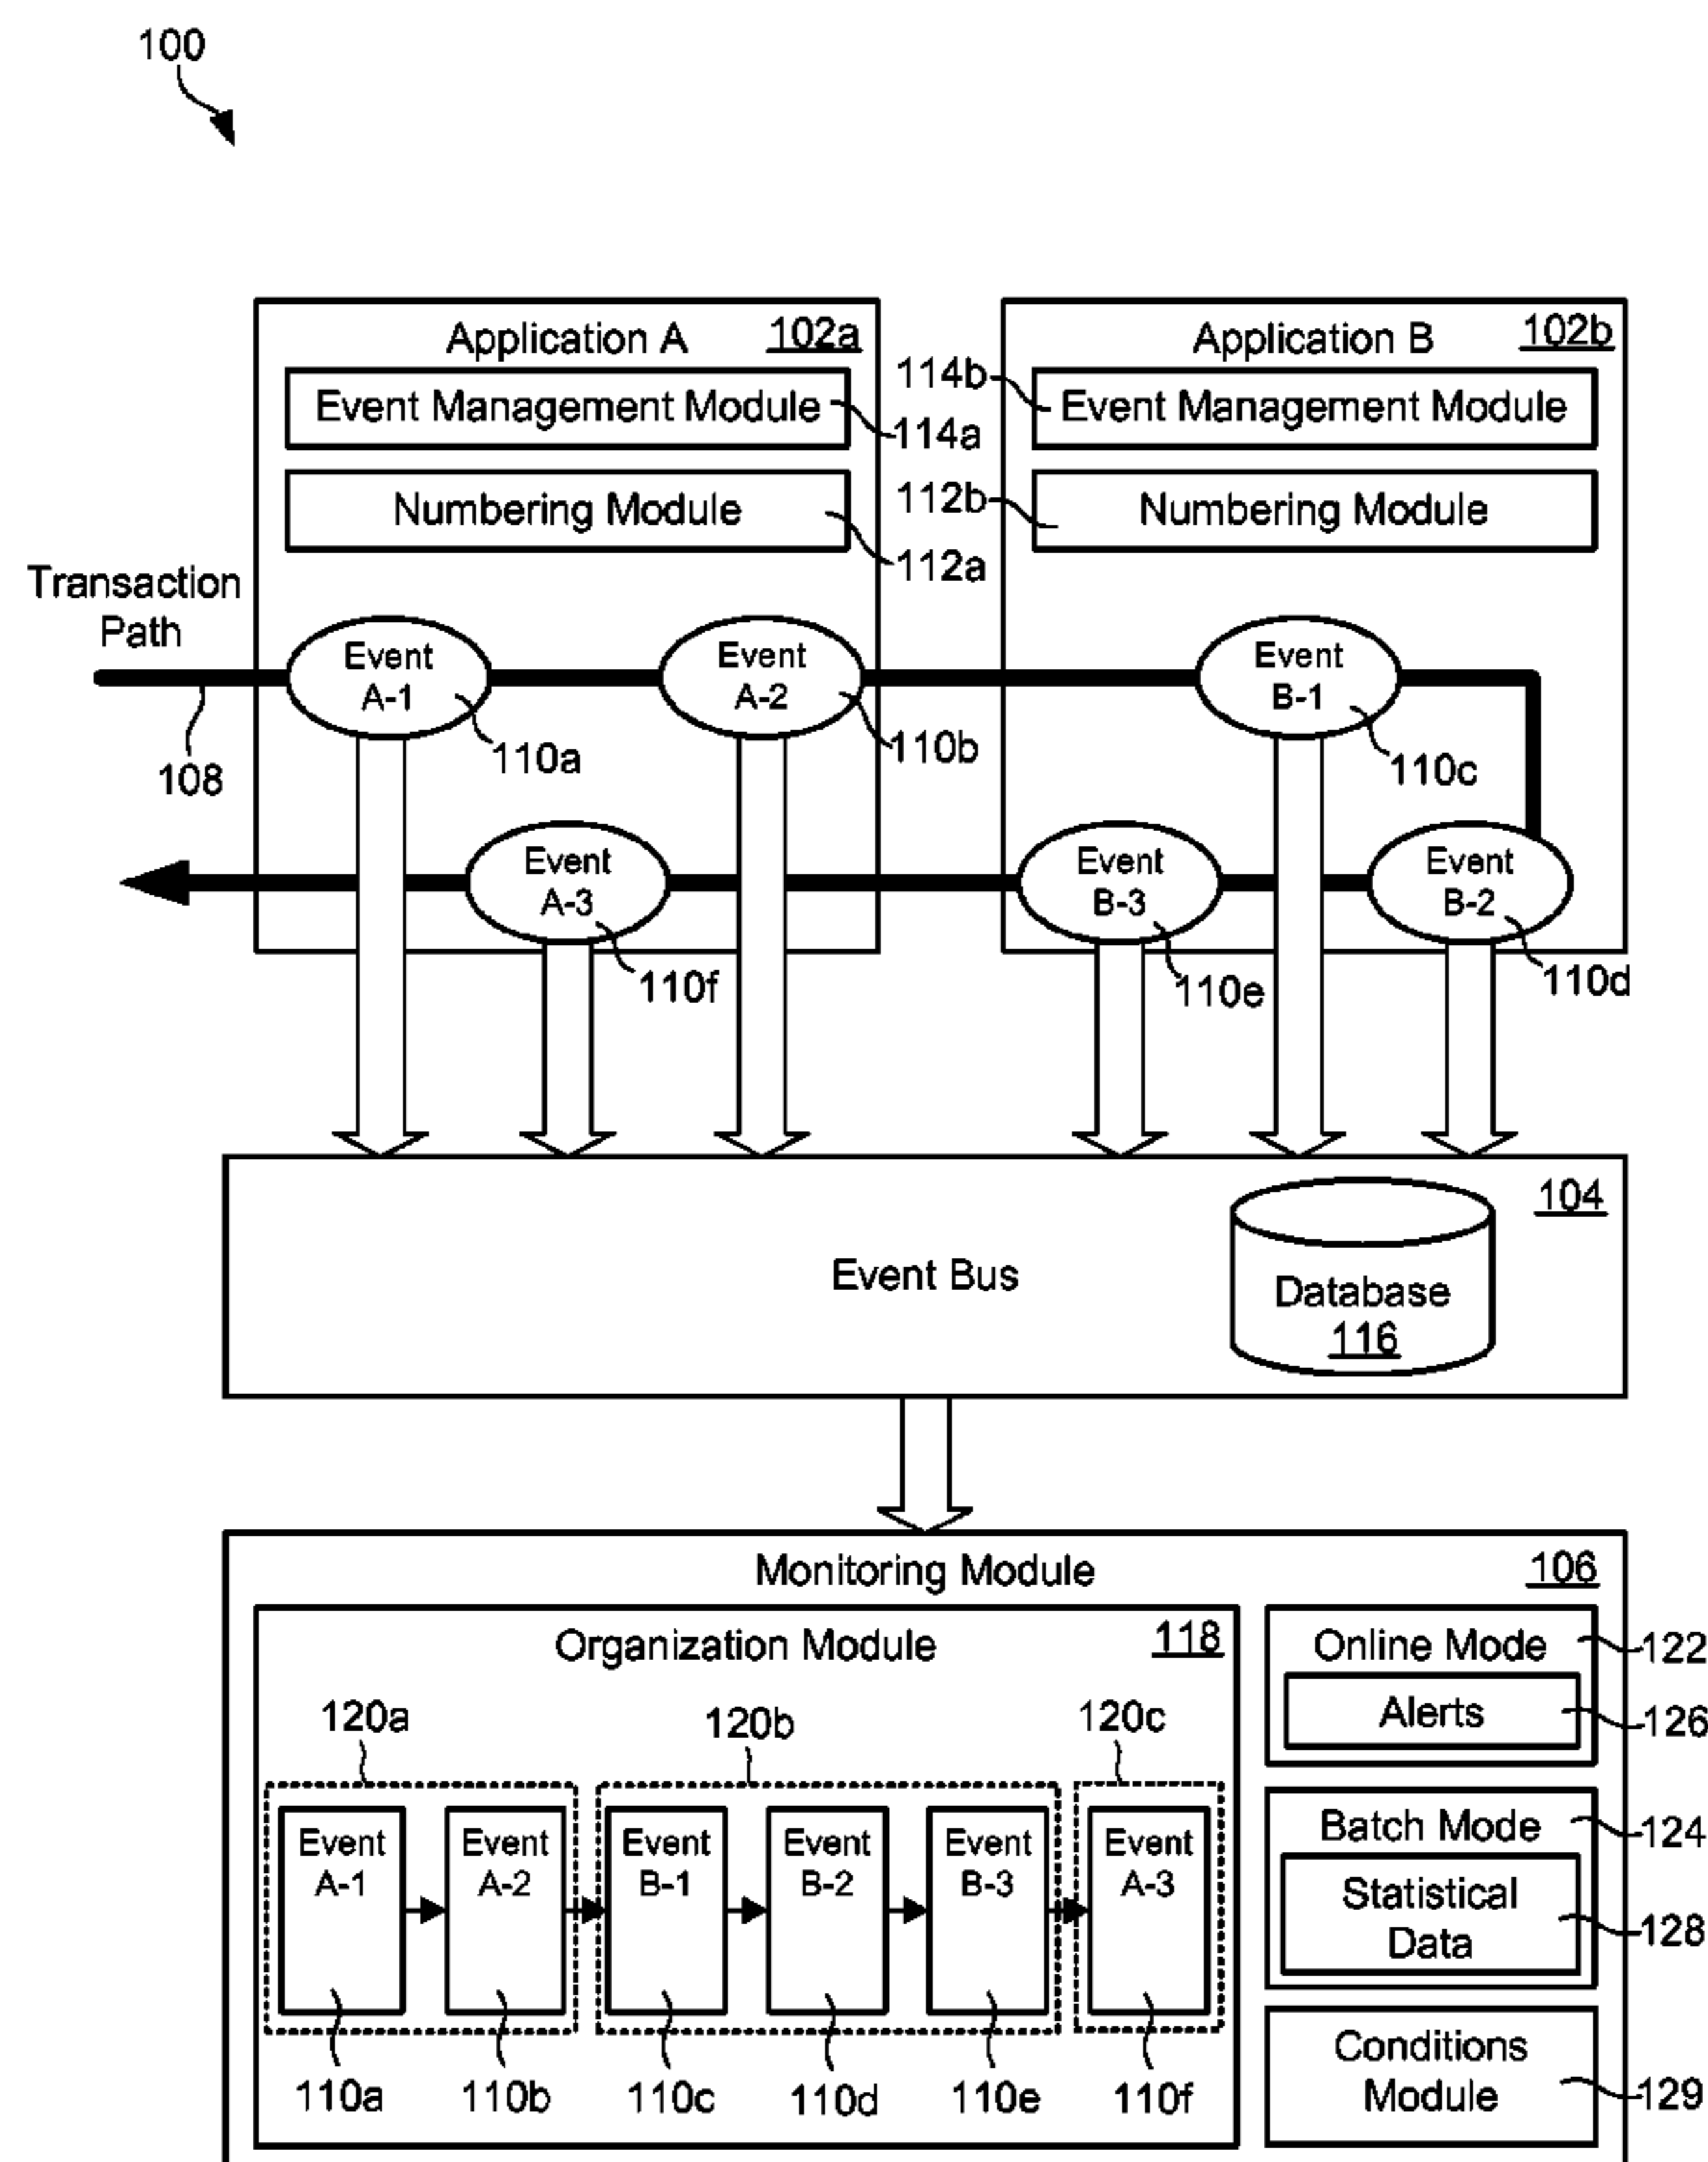 100
Application A
102a
Event Management Module
114a
Numbering Module
112a
Application B
102b
114b
Event Management Module
112b
Numbering Module
Transaction
Path
108
Event
A-1
110a
Event
A-2
110b
Event
B-1
110c
Event
A-3
110f
Event
B-3
110e
Event
B-2
110d
Event Bus
104
Database
116
Monitoring Module
106
Organization Module
118
120a
120b
120c
Event
A-1
Event
A-2
Event
B-1
Event
B-2
Event
B-3
Event
A-3
110a
110b
110c
110d
110e
110f
Online Mode
122
Alerts
126
Batch Mode
124
Statistical
Data
128
Conditions
Module
129